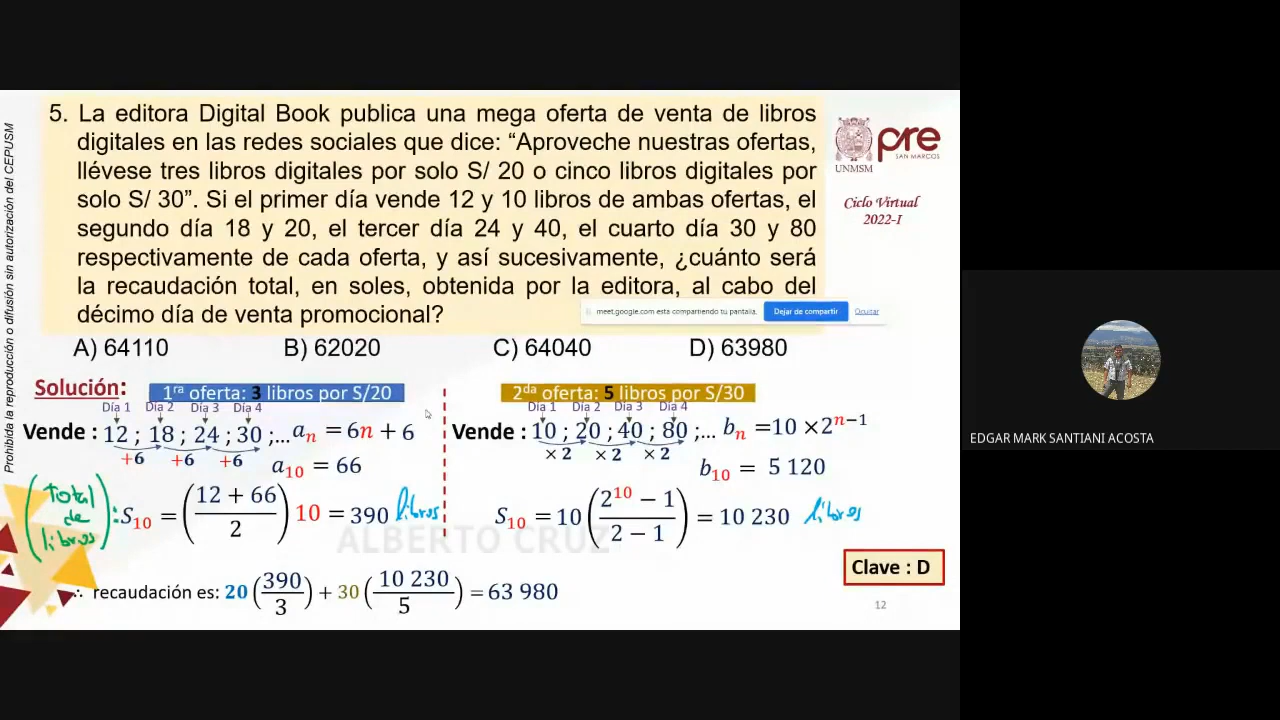 Prohibida la reproducción o difusión sin autorización del CEPUSM
5. La editora Digital Book publica una mega oferta de venta de libros
digitales en las redes sociales que dice: “Aproveche nuestras ofertas,
llévese tres libros digitales por solo S/ 20 o cinco libros digitales por
solo S/ 30”. Si el primer día vende 12 y 10 libros de ambas ofertas, el
segundo día 18 y 20, el tercer día 24 y 40, el cuarto día 30 y 80
respectivamente de cada oferta, y así sucesivamente, ¿cuánto será
la recaudación total, en soles, obtenida por la editora, al cabo del
décimo día de venta promocional?
UNMSM
pre
SAN MARCOS
Ciclo Virtual
2022-I
meet.google.com está compartiendo tu pantalla. Dejar de compartir Ocultar
A) 64110 B) 62020 C) 64040 D) 63980
Solución:
1ra oferta: 3 libros por S/20
Día 1 Día 2 Día 3 Día 4
Vende : 12 ; 18 ; 24 ; 30 ;... aₙ = 6n + 6
+6 +6 +6
a₁₀ = 66
(total de libros): S₁₀ = ((12 + 66)/2) 10 = 390 libros
2da oferta: 5 libros por S/30
Día 1 Día 2 Día 3 Día 4
Vende : 10 ; 20 ; 40 ; 80 ;... bₙ =10 ×2ⁿ⁻¹
× 2 × 2 × 2
b₁₀ = 5 120
S₁₀ = 10 ((2¹⁰ − 1)/(2 − 1)) = 10 230 libros
ALBERTO CRUZ
∴ recaudación es: 20 (390/3) + 30 (10 230/5) = 63 980
Clave : D
12
EDGAR MARK SANTIANI ACOSTA